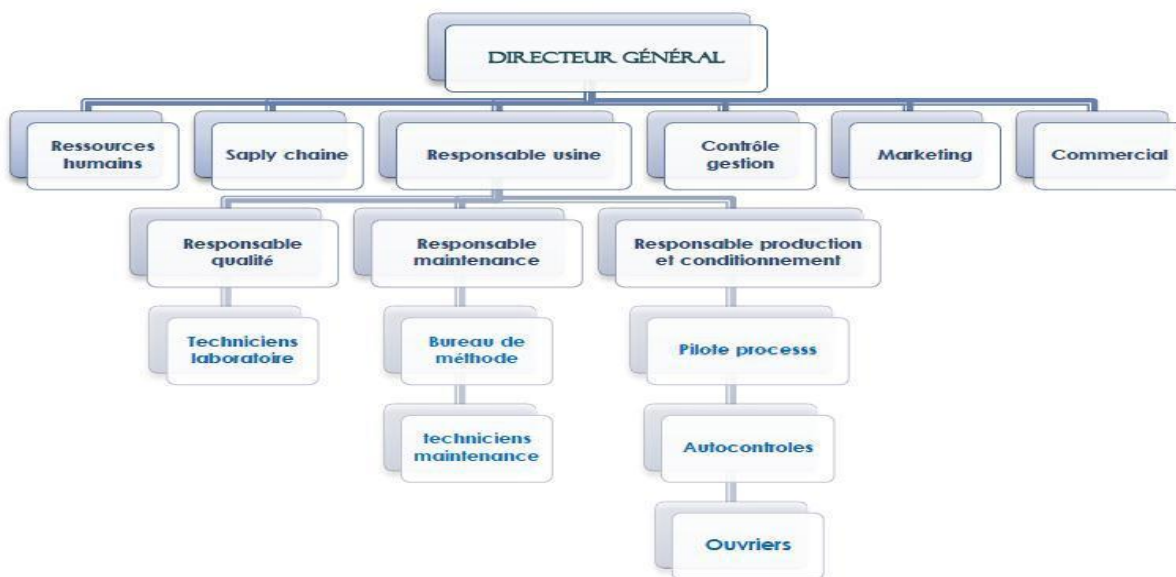 DIRECTEUR GÉNÉRAL
Ressources
humains
Saply chaine
Responsable usine
Contrôle
gestion
Marketing
Commercial
Responsable
qualité
Responsable
maintenance
Responsable production
et conditionnement
Techniciens
laboratoire
Bureau de
méthode
Pilote processs
techniciens
maintenance
Autocontroles
Ouvriers